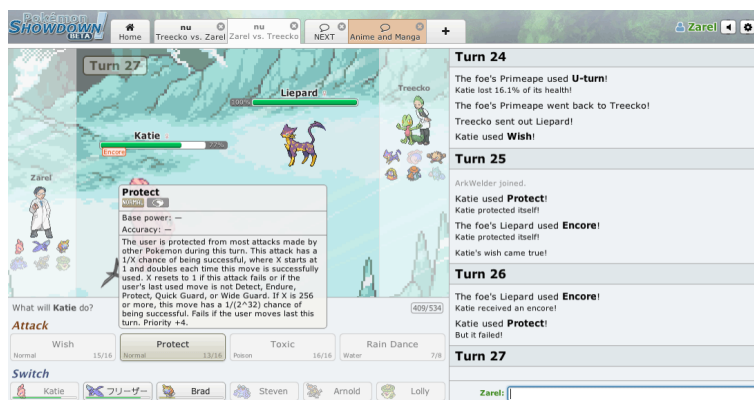 Pokémon
SHOWDOWN!
BETA
Home
nu
Treecko vs. Zarel
nu
Zarel vs. Treecko
NEXT
Anime and Manga
+
Zarel
Turn 27
Treecko
Liepard
100%
Katie
77%
Encore
Zarel
Protect
NORMAL
Base power: —
Accuracy: —
The user is protected from most attacks made by
other Pokemon during this turn. This attack has a
1/X chance of being successful, where X starts at
1 and doubles each time this move is successfully
used. X resets to 1 if this attack fails or if the
user's last used move is not Detect, Endure,
Protect, Quick Guard, or Wide Guard. If X is 256
or more, this move has a 1/(2^32) chance of
being successful. Fails if the user moves last this
turn. Priority +4.
What will Katie do?
409/534
Attack
Wish
Normal 15/16
Protect
Normal 13/16
Toxic
Poison 16/16
Rain Dance
Water 7/8
Switch
Katie
フリーザー
Brad
Steven
Arnold
Lolly
Turn 24
The foe's Primeape used U-turn!
Katie lost 16.1% of its health!
The foe's Primeape went back to Treecko!
Treecko sent out Liepard!
Katie used Wish!
Turn 25
ArkWelder joined.
Katie used Protect!
Katie protected itself!
The foe's Liepard used Encore!
Katie protected itself!
Katie's wish came true!
Turn 26
The foe's Liepard used Encore!
Katie received an encore!
Katie used Protect!
But it failed!
Turn 27
Zarel: